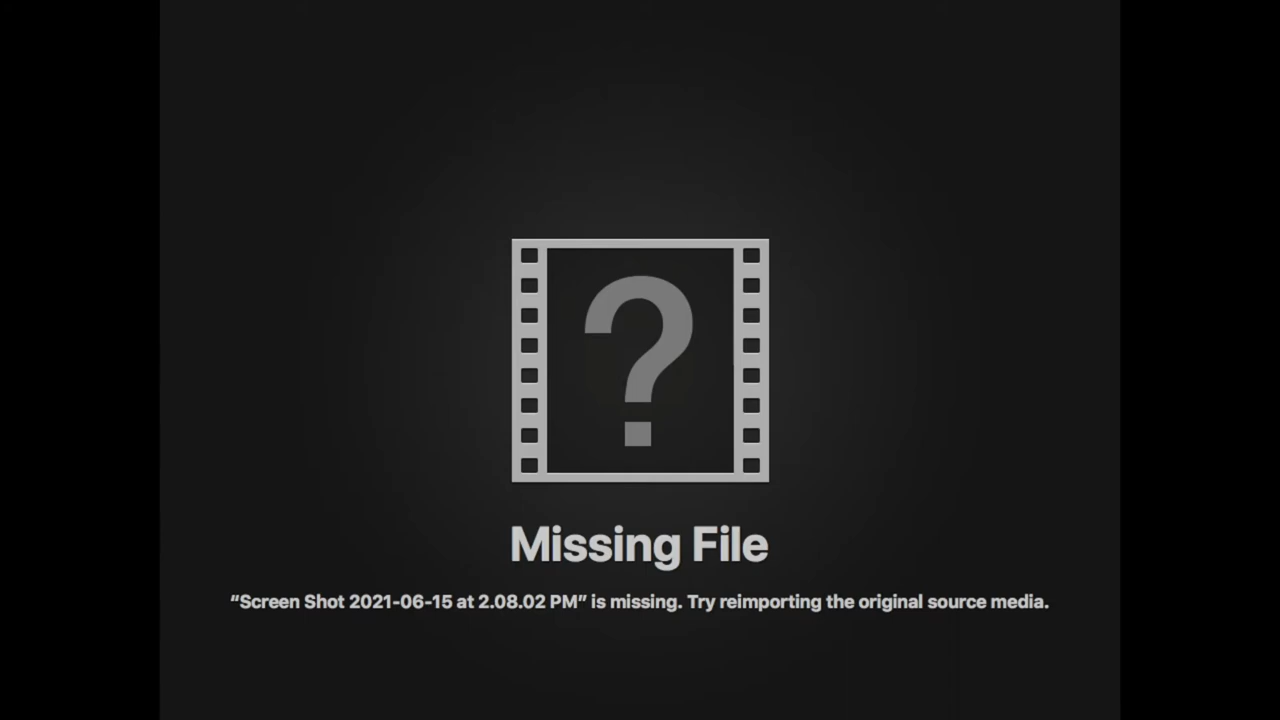 ?
Missing File
“Screen Shot 2021-06-15 at 2.08.02 PM” is missing. Try reimporting the original source media.